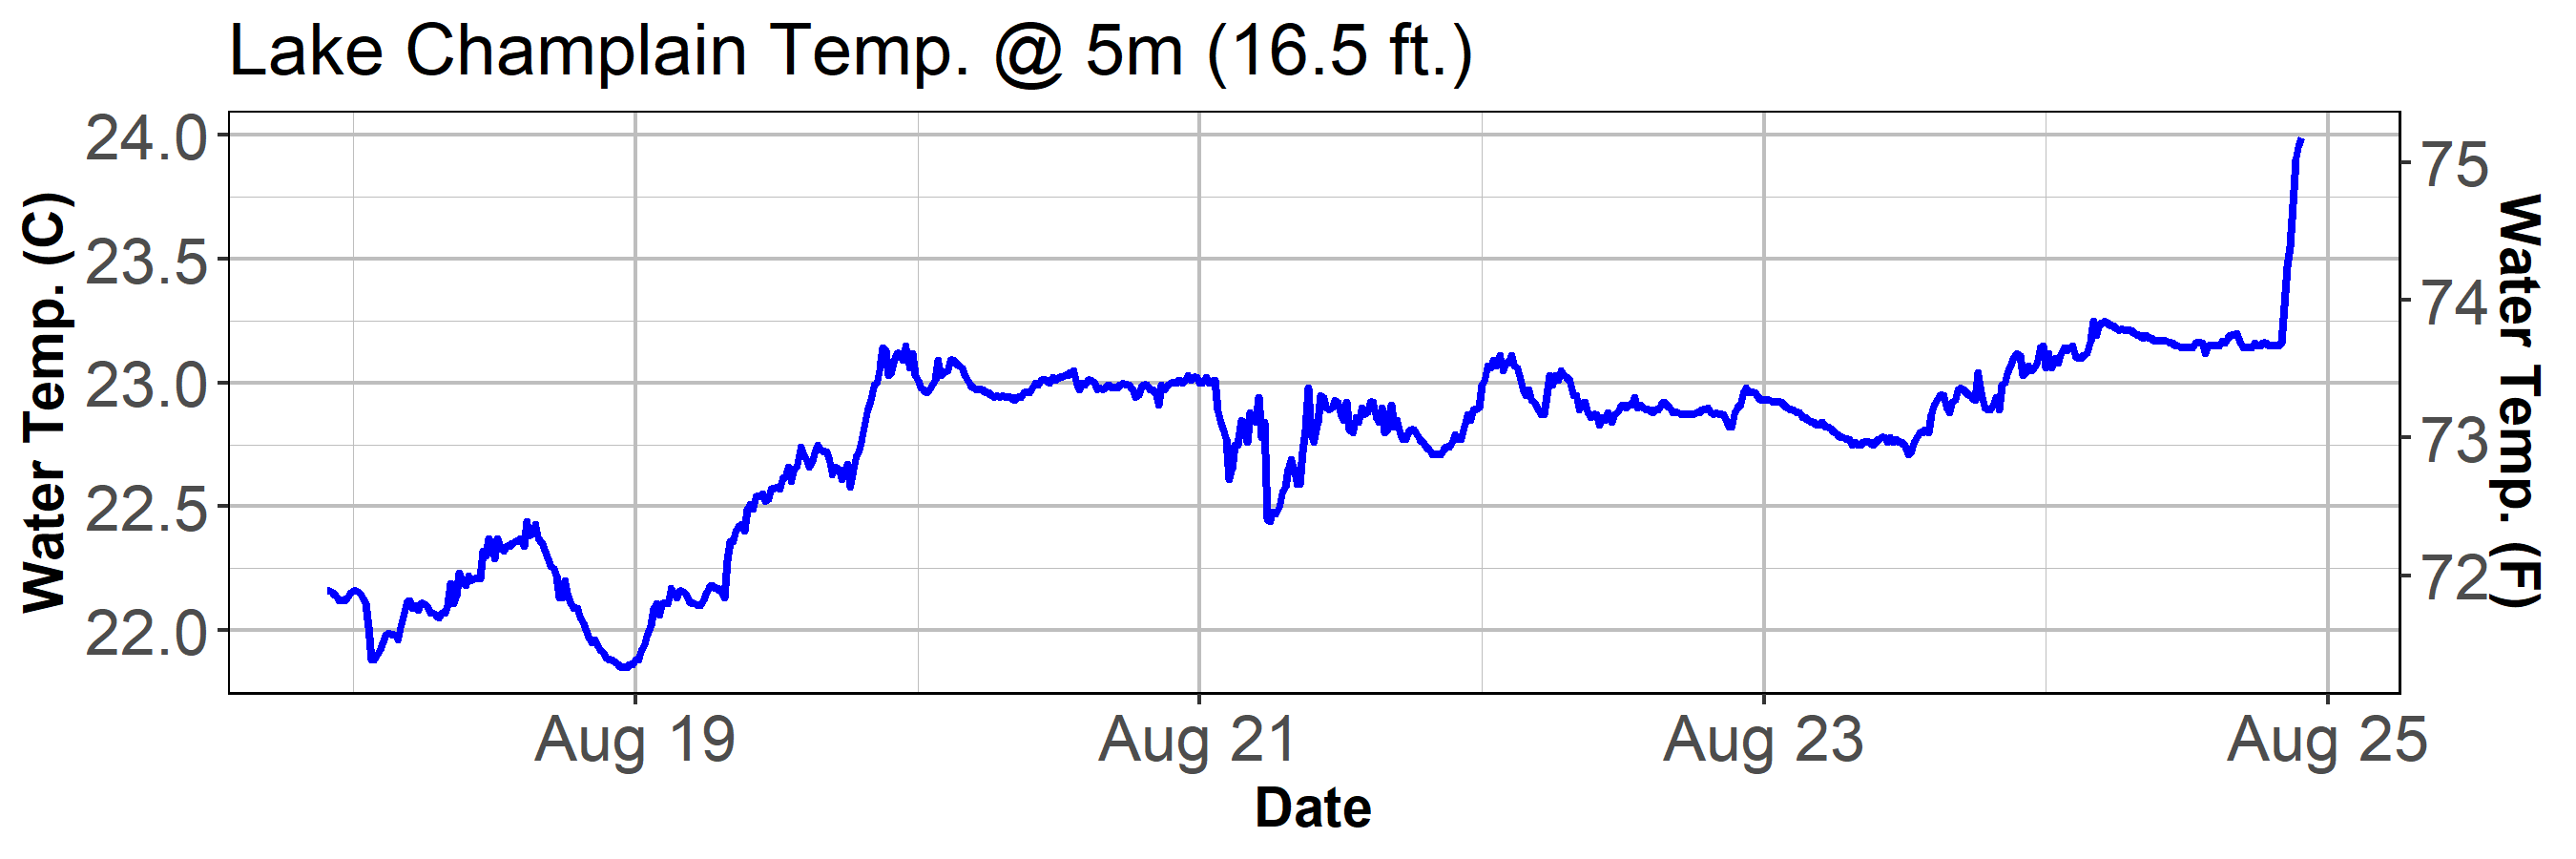 Lake Champlain Temp. @ 5m (16.5 ft.)
Water Temp. (C)
24.0
23.5
23.0
22.5
22.0
75
74
73
72
Water Temp. (F)
Aug 19
Aug 21
Aug 23
Aug 25
Date